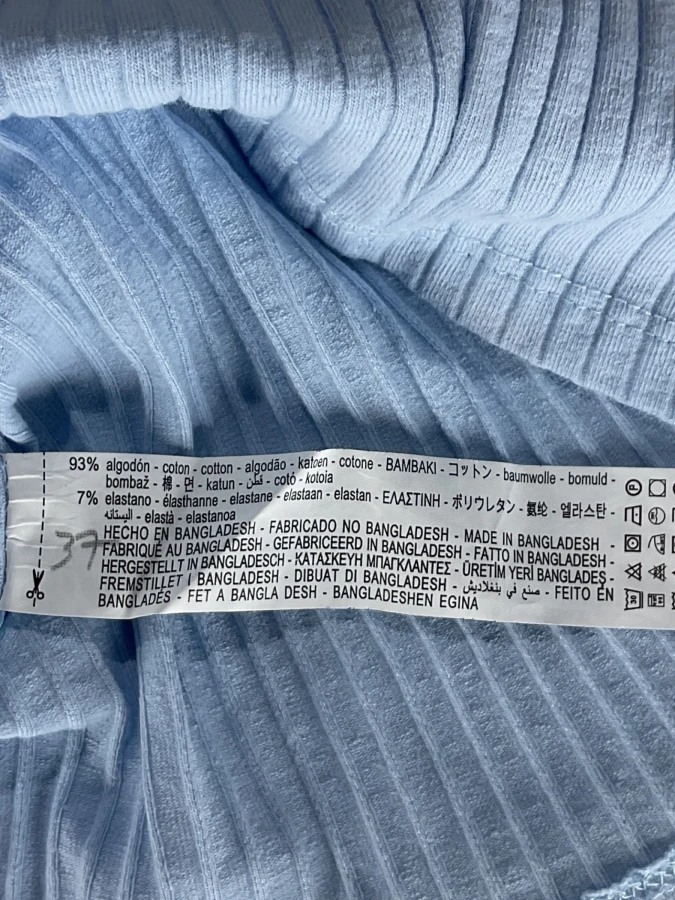 93% algodón - coton - cotton - algodão - katoen - cotone - BAMBAKI - コットン - baumwolle - bomuld -
bombaž - 棉 - 면 - katun - قطن - cotó - kotoia
7% elastano - élasthanne - elastane - elastaan - elastan - ΕΛΑΣΤΙΝΗ - ポリウレタン - 氨纶 - 엘라스탄 -
اليستانه - elastà - elastanoa
HECHO EN BANGLADESH - FABRICADO NO BANGLADESH - MADE IN BANGLADESH -
37
FABRIQUÉ AU BANGLADESH - GEFABRICEERD IN BANGLADESH - FATTO IN BANGLADESH -
HERGESTELLT IN BANGLADESCH - ΚΑΤΑΣΚΕΥΗ ΜΠΑΓΚΛΑΝΤΕΣ - ÜRETİM YERİ BANGLADEŞ -
FREMSTILLET I BANGLADESH - DIBUAT DI BANGLADESH - صنع في بنغلاديش - FEITO EN
BANGLADÉS - FET A BANGLA DESH - BANGLADESHEN EGINA